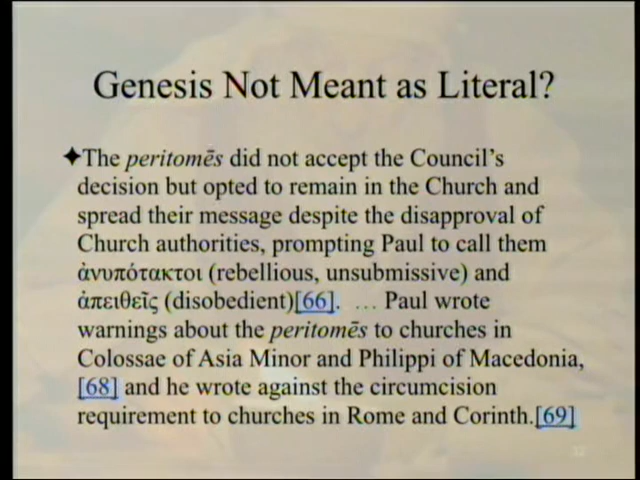 Genesis Not Meant as Literal?
✦The peritomēs did not accept the Council's
decision but opted to remain in the Church and
spread their message despite the disapproval of
Church authorities, prompting Paul to call them
ἀνυπότακτοι (rebellious, unsubmissive) and
ἀπειθεῖς (disobedient)[66]. … Paul wrote
warnings about the peritomēs to churches in
Colossae of Asia Minor and Philippi of Macedonia,
[68] and he wrote against the circumcision
requirement to churches in Rome and Corinth.[69]